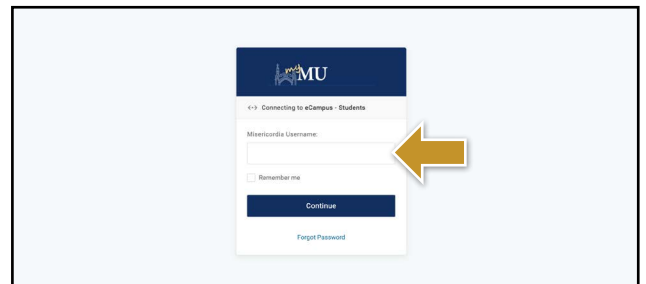 myMU
<-> Connecting to eCampus - Students
Misericordia Username:
Remember me
Continue
Forgot Password